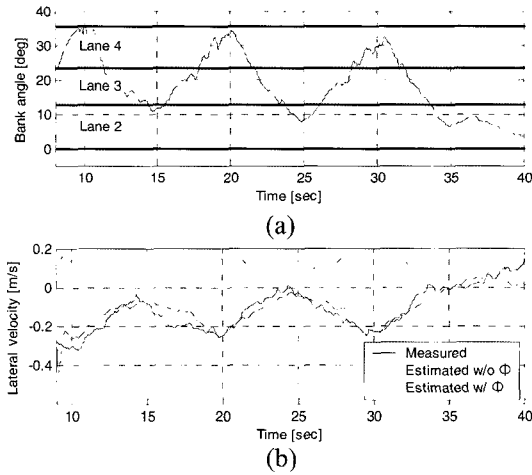 40
30
20
10
0
Bank angle [deg]
Lane 4
Lane 3
Lane 2
10 15 20 25 30 35 40
Time [sec]
(a)
0.2
0
-0.2
-0.4
Lateral velocity [m/s]
Measured
Estimated w/o Φ
Estimated w/ Φ
10 15 20 25 30 35 40
Time [sec]
(b)